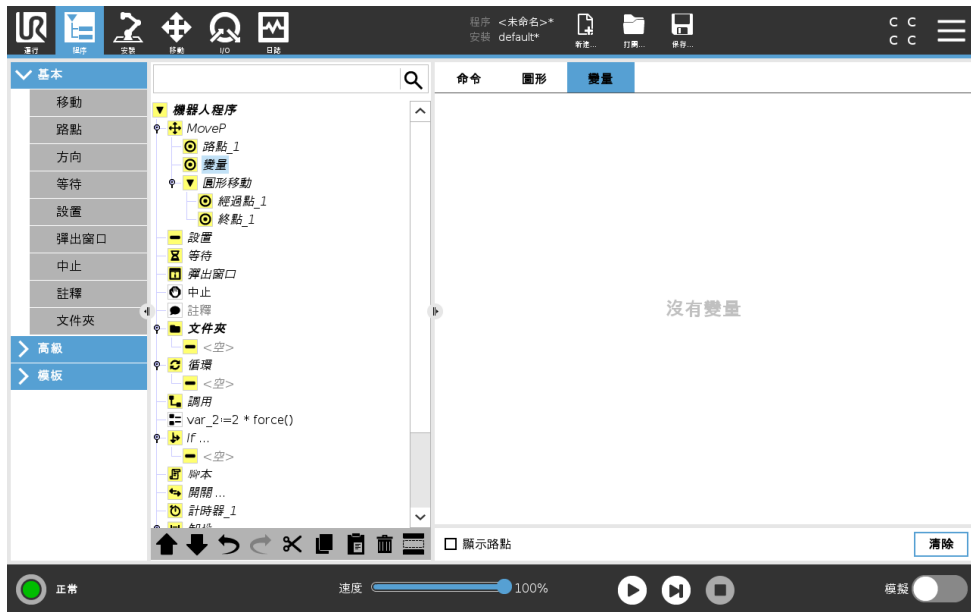 UR
運行
程序
安裝
移動
I/O
日誌
程序 <未命名>*
安裝 default*
新建...
打開...
保存...
C C
C C
基本
移動
路點
方向
等待
設置
彈出窗口
中止
註釋
文件夾
高級
模板
機器人程序
MoveP
路點_1
變量
圓形移動
經過點_1
終點_1
設置
等待
彈出窗口
中止
註釋
文件夾
<空>
循環
<空>
調用
var_2:=2 * force()
If ...
<空>
腳本
開關 ...
計時器_1
命令
圖形
變量
沒有變量
顯示路點
清除
正常
速度
100%
模擬